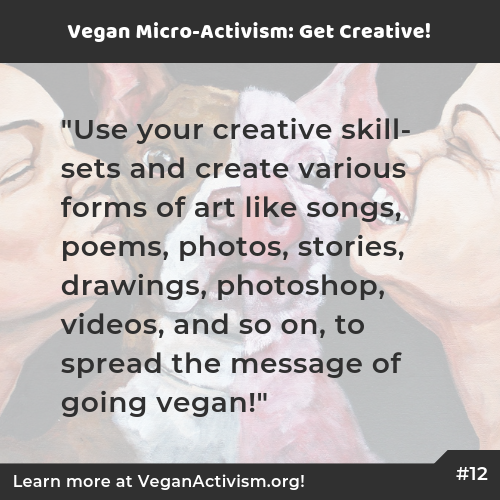 Vegan Micro-Activism: Get Creative!
"Use your creative skill-
sets and create various
forms of art like songs,
poems, photos, stories,
drawings, photoshop,
videos, and so on, to
spread the message of
going vegan!"
#12
Learn more at VeganActivism.org!